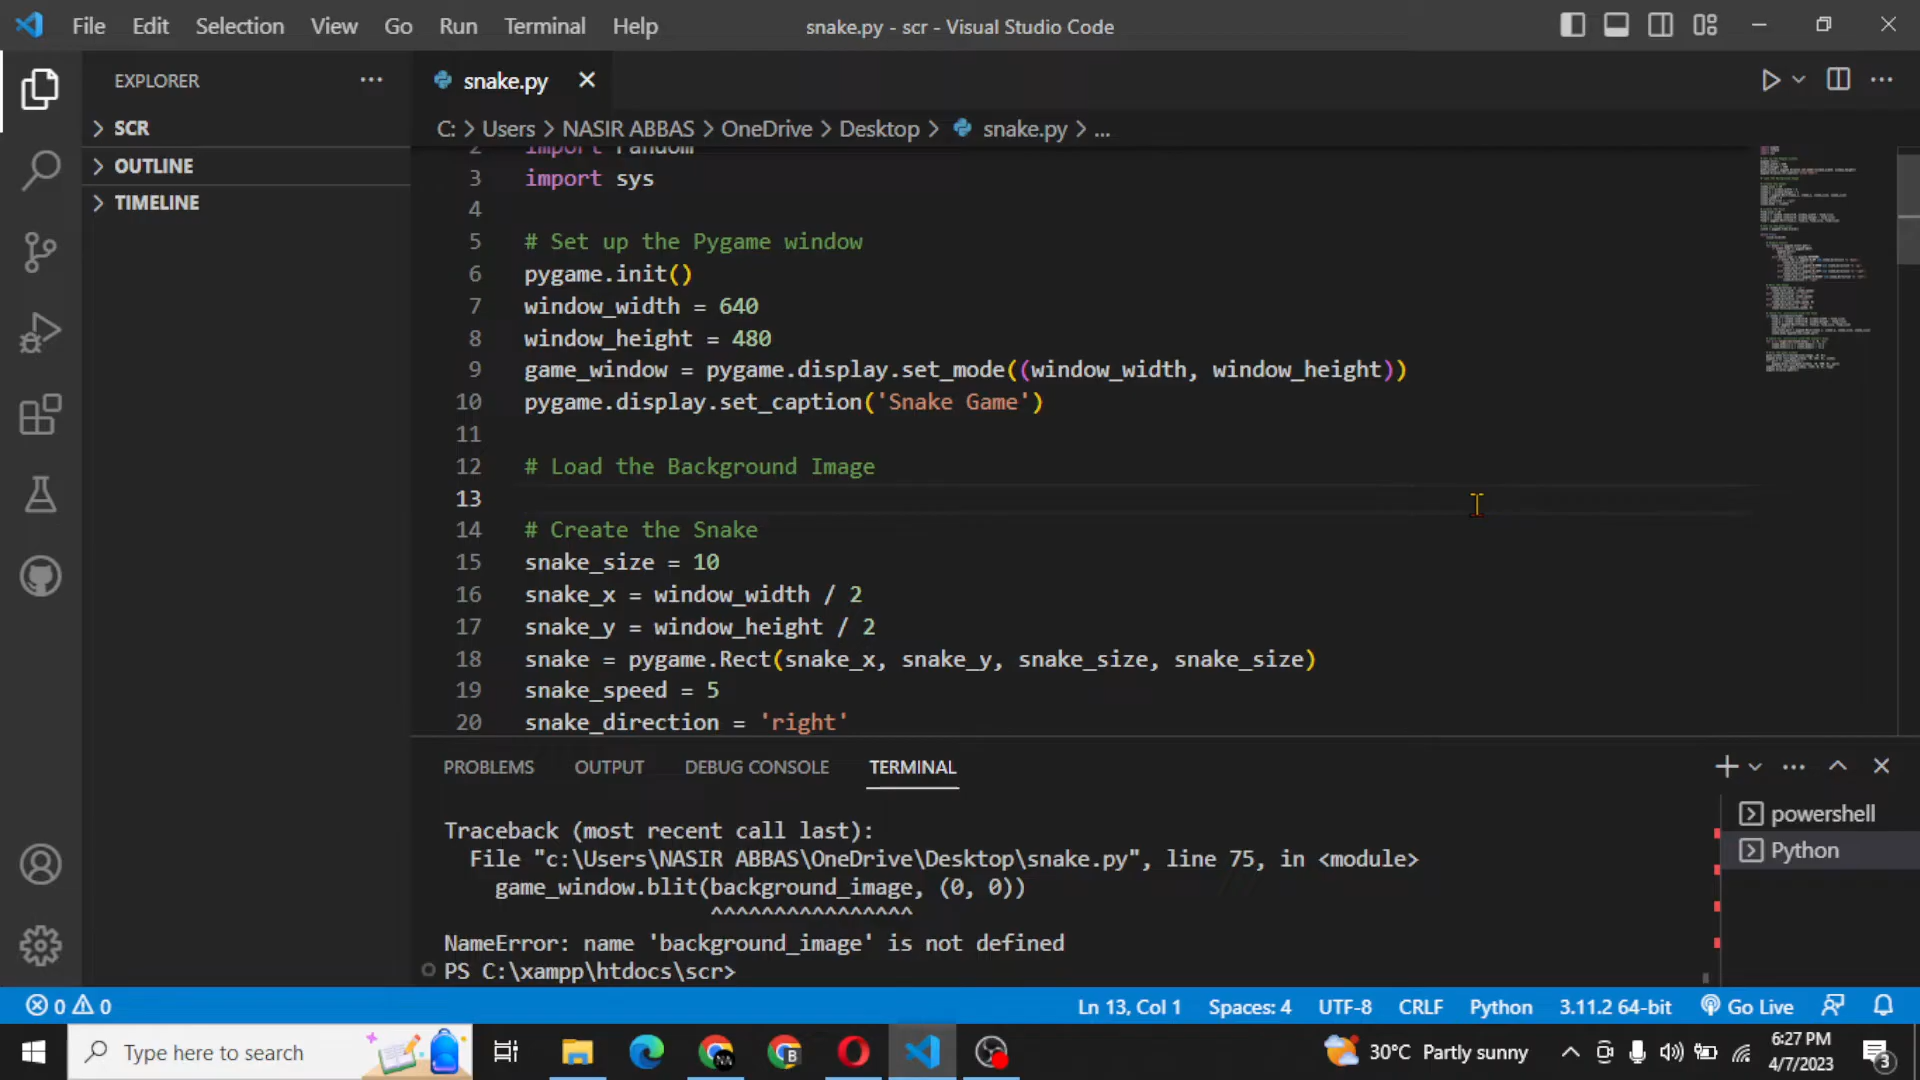 File Edit Selection View Go Run Terminal Help snake.py - scr - Visual Studio Code
EXPLORER
SCR
OUTLINE
TIMELINE
snake.py
C: > Users > NASIR ABBAS > OneDrive > Desktop > snake.py > ...
2 import random
3 import sys
4
5 # Set up the Pygame window
6 pygame.init()
7 window_width = 640
8 window_height = 480
9 game_window = pygame.display.set_mode((window_width, window_height))
10 pygame.display.set_caption('Snake Game')
11
12 # Load the Background Image
13
14 # Create the Snake
15 snake_size = 10
16 snake_x = window_width / 2
17 snake_y = window_height / 2
18 snake = pygame.Rect(snake_x, snake_y, snake_size, snake_size)
19 snake_speed = 5
20 snake_direction = 'right'
PROBLEMS OUTPUT DEBUG CONSOLE TERMINAL
Traceback (most recent call last):
File "c:\Users\NASIR ABBAS\OneDrive\Desktop\snake.py", line 75, in <module>
game_window.blit(background_image, (0, 0))
^^^^^^^^^^^^^^^^
NameError: name 'background_image' is not defined
PS C:\xampp\htdocs\scr>
powershell
Python
0 0
Ln 13, Col 1 Spaces: 4 UTF-8 CRLF Python 3.11.2 64-bit Go Live
Type here to search
NA
B
30°C Partly sunny
6:27 PM
4/7/2023
3